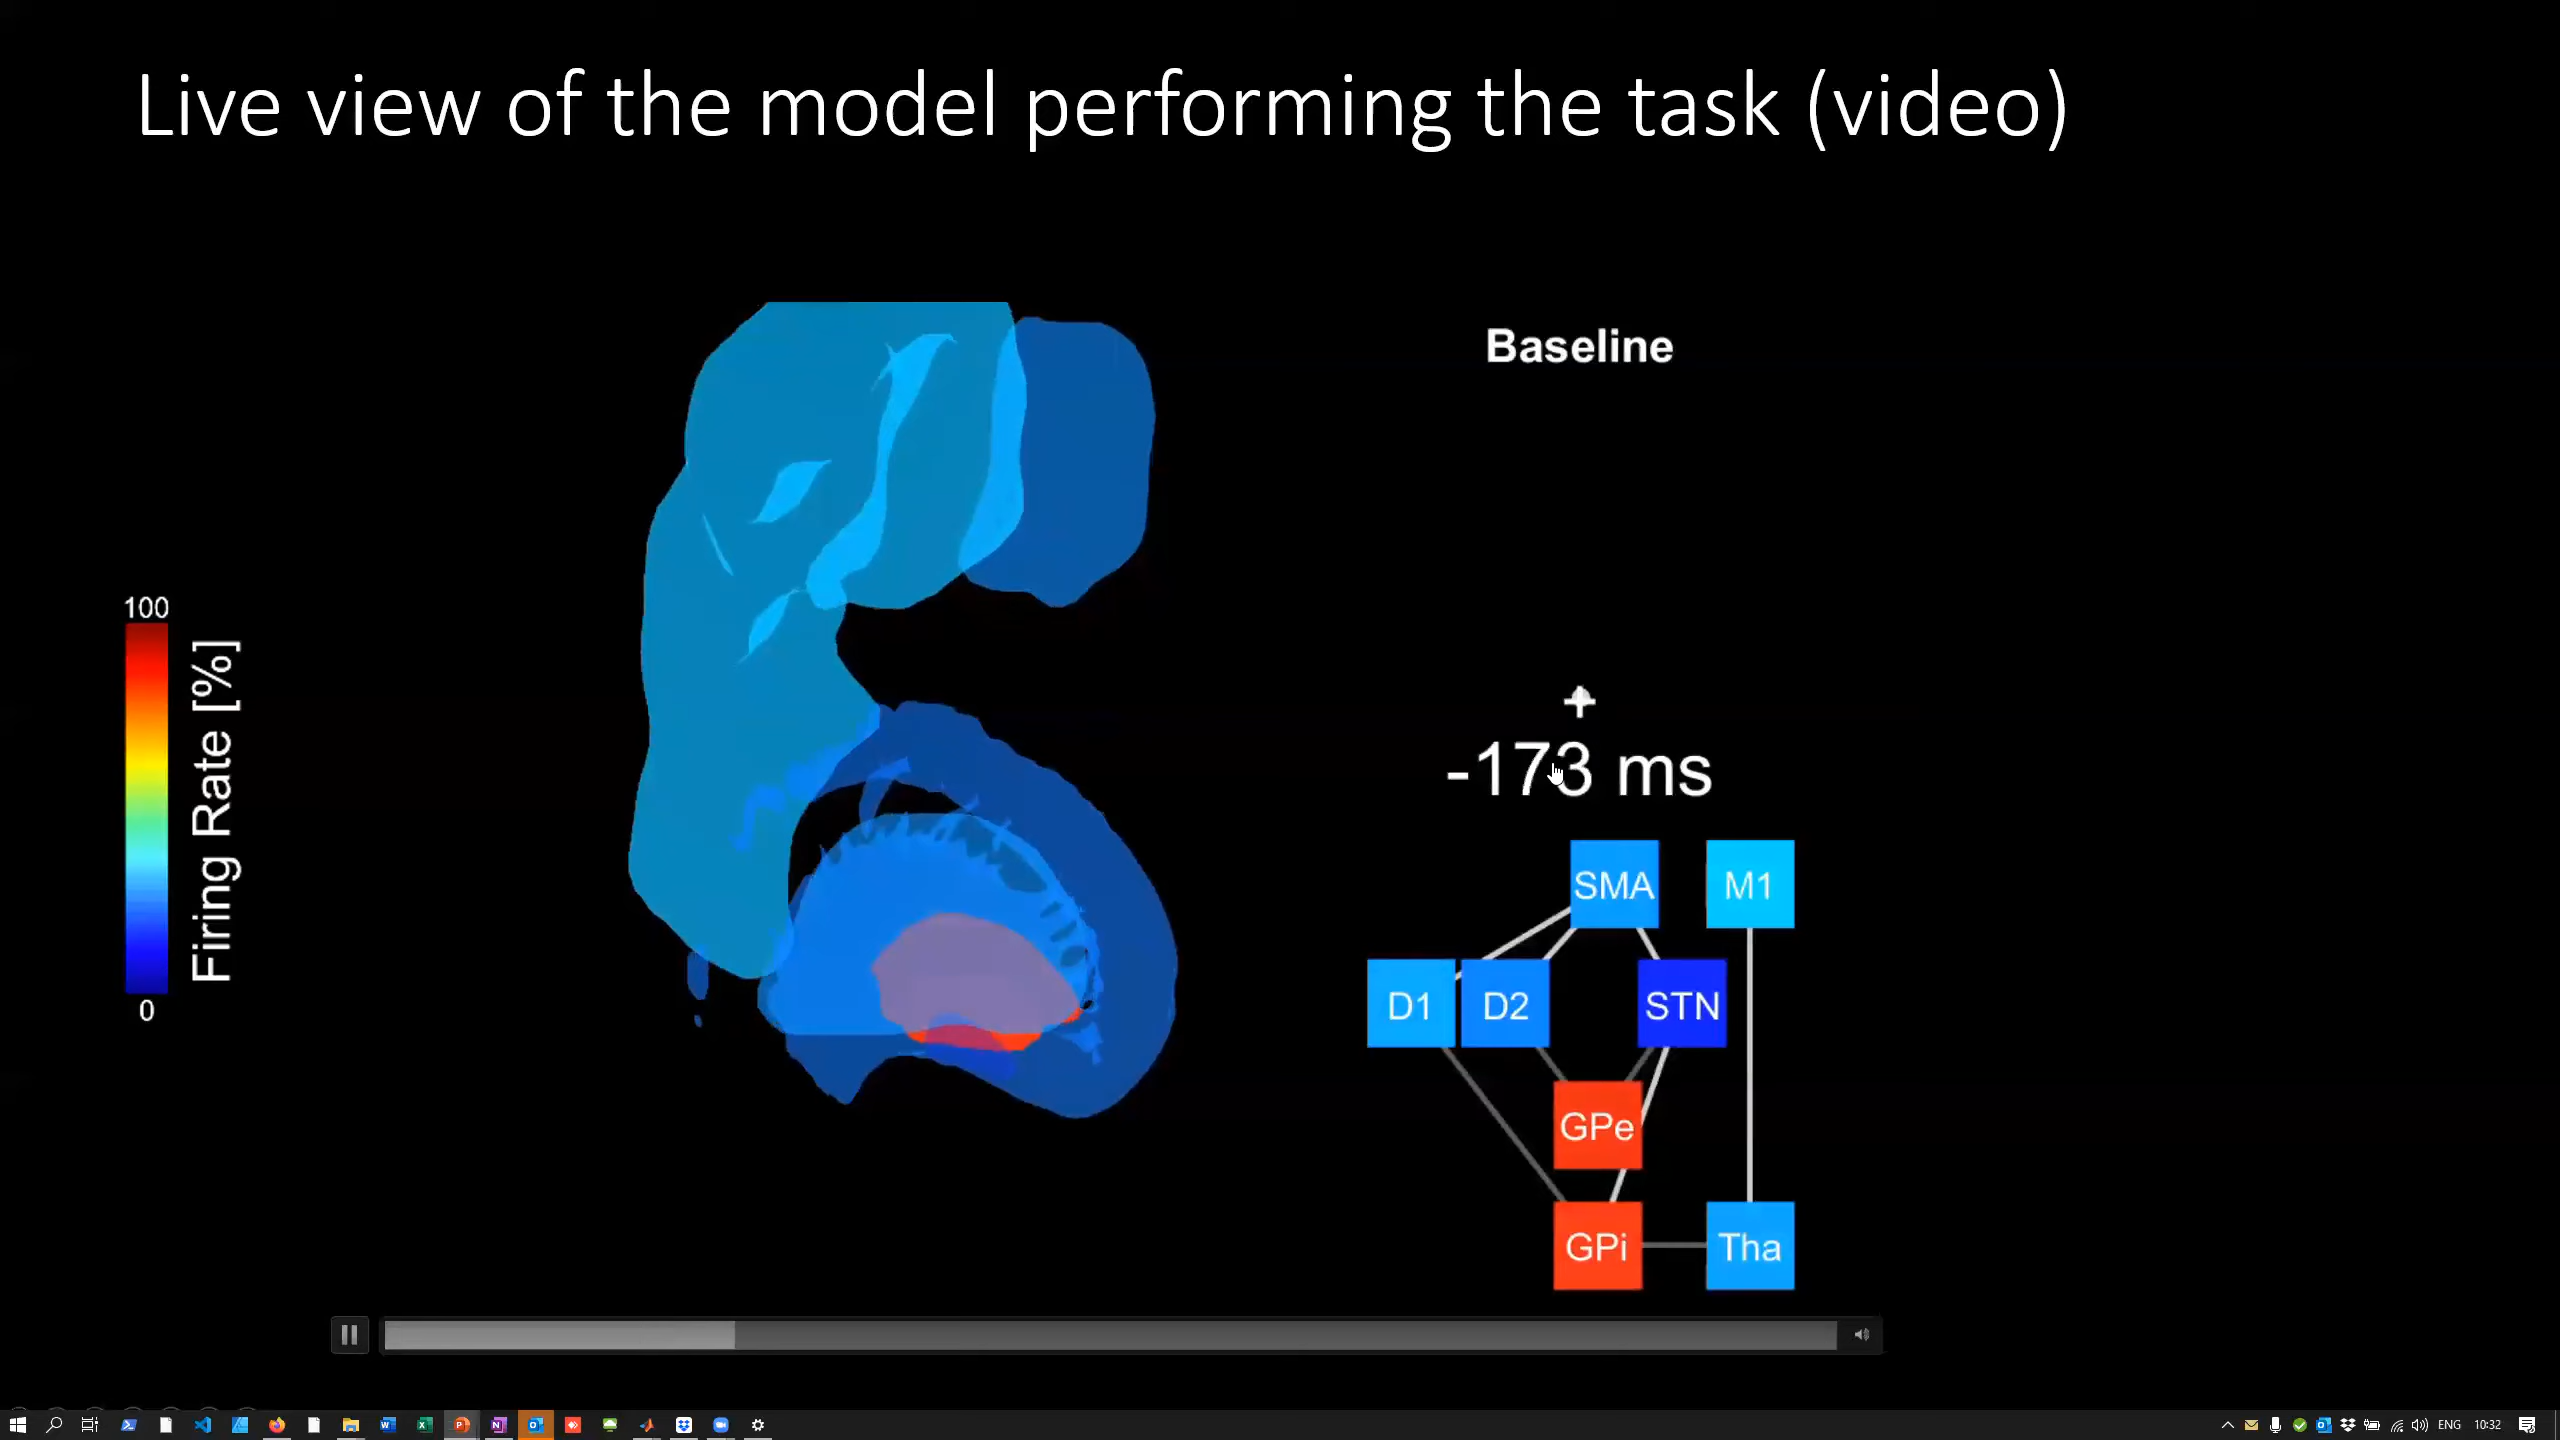 Live view of the model performing the task (video)
Baseline
100
Firing Rate [%]
0
-173 ms
SMA
M1
D1
D2
STN
GPe
GPi
Tha
ENG
10:32